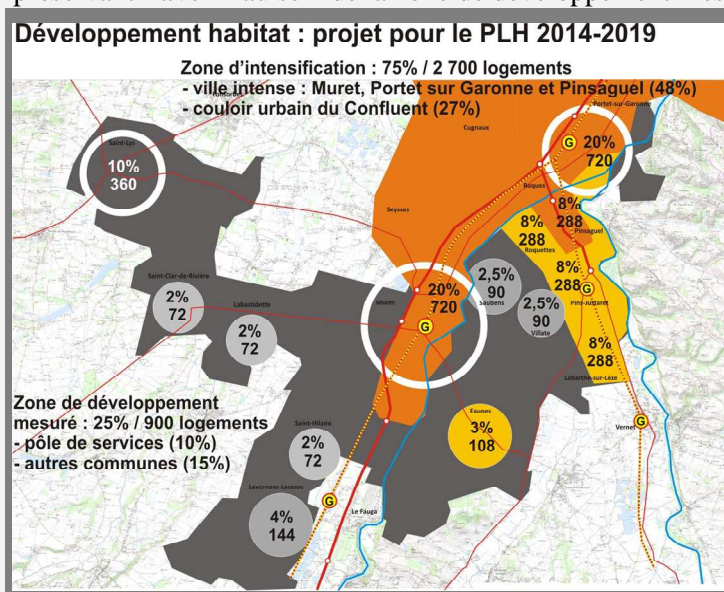 Développement habitat : projet pour le PLH 2014-2019
Zone d'intensification : 75% / 2 700 logements
- ville intense : Muret, Portet sur Garonne et Pinsaguel (48%)
- couloir urbain du Confluent (27%)
Portet-sur-Garonne
Cugnaux
G
20%
720
Saint-Lys
10%
360
Roques
8%
288
Pinsaguel
Seysses
8%
288
Roquettes
8%
288
G
Pins-Justaret
2,5%
90
Saubens
2,5%
90
Villate
20%
720
Muret
G
Saint-Clar-de-Rivière
2%
72
Labastidette
2%
72
8%
288
Labarthe-sur-Lèze
Zone de développement
mesuré : 25% / 900 logements
- pôle de services (10%)
- autres communes (15%)
Eaunes
3%
108
Vernet
G
Saint-Hilaire
2%
72
G
Le Fauga
4%
144